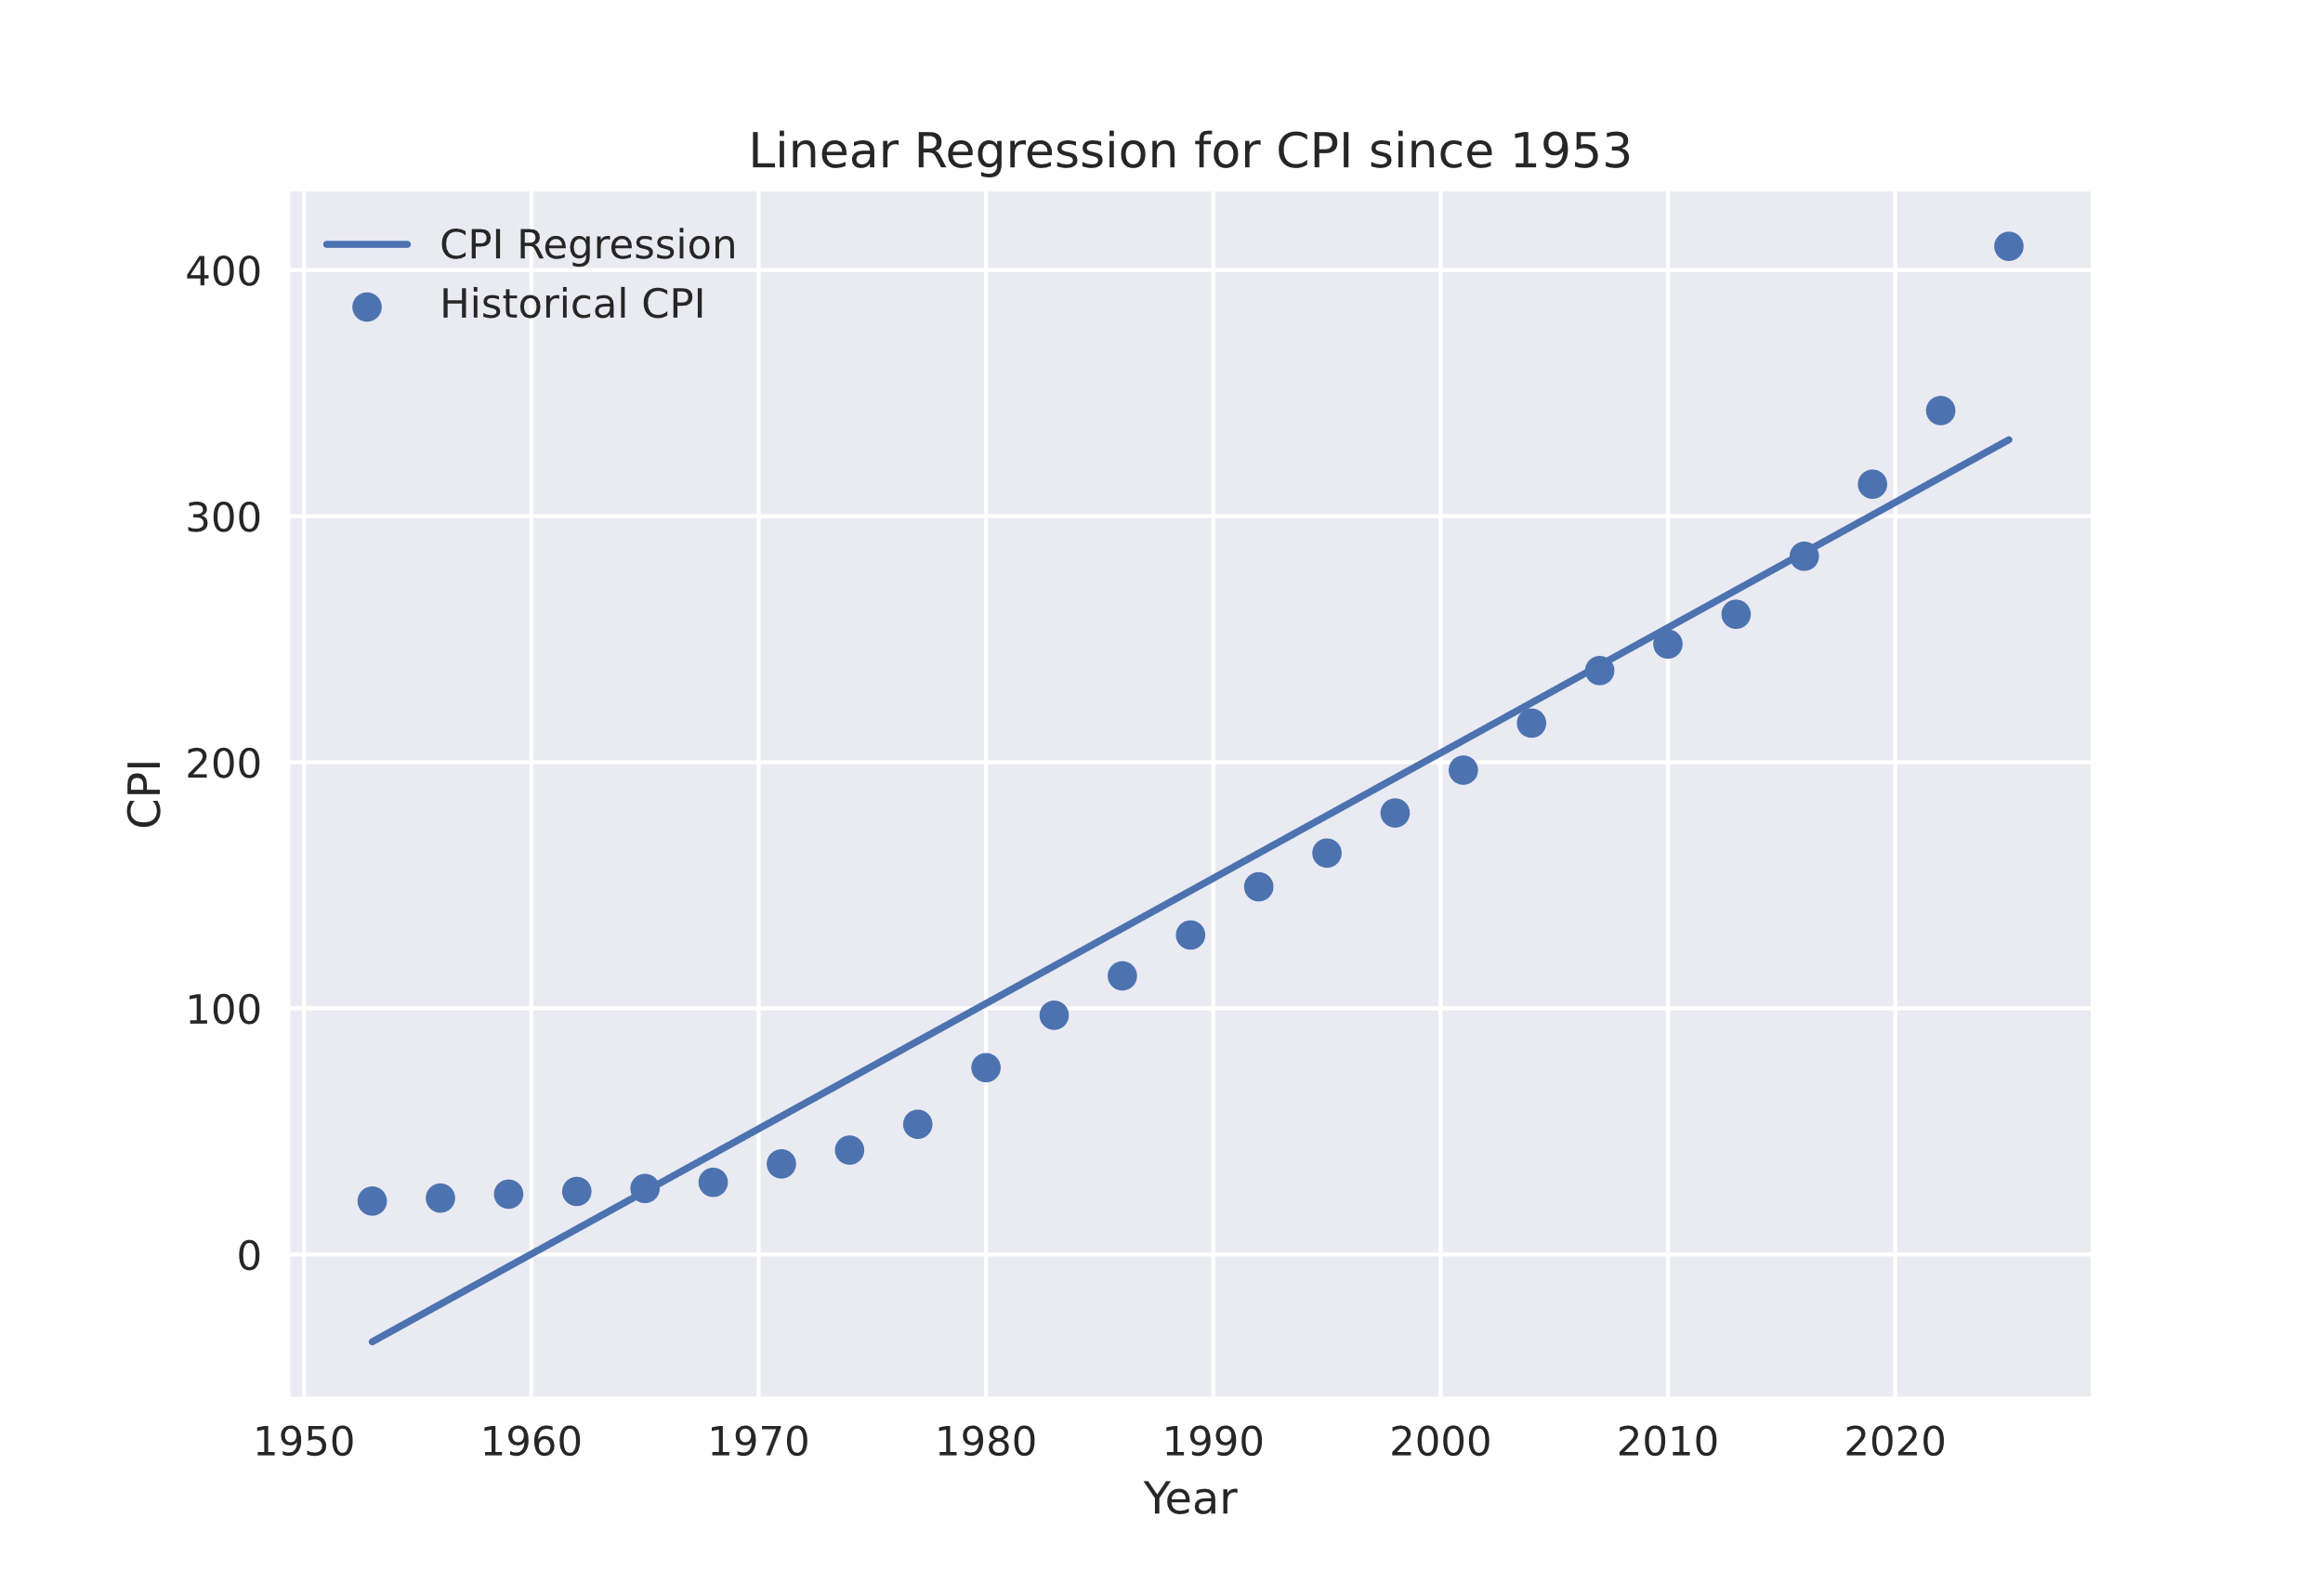 Linear Regression for CPI since 1953
CPI Regression
Historical CPI
400
300
200
100
0
CPI
1950 1960 1970 1980 1990 2000 2010 2020
Year